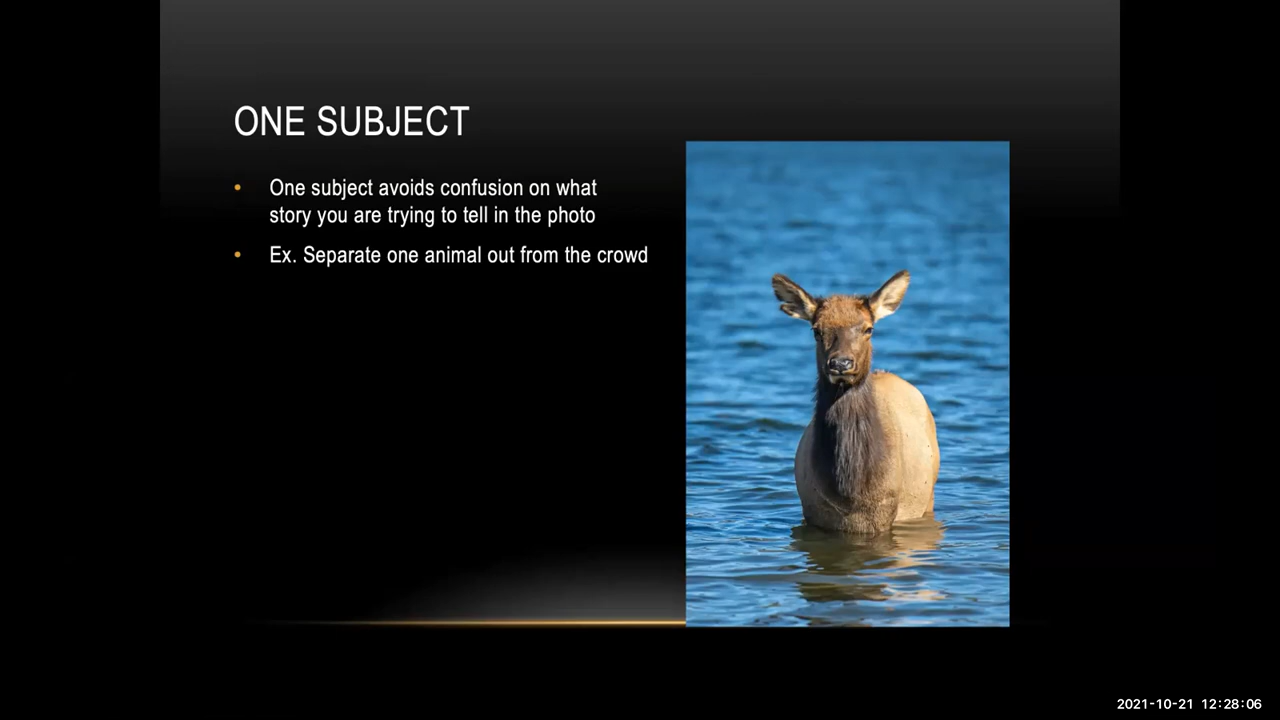 ONE SUBJECT
• One subject avoids confusion on what
story you are trying to tell in the photo
• Ex. Separate one animal out from the crowd
2021-10-21 12:28:06